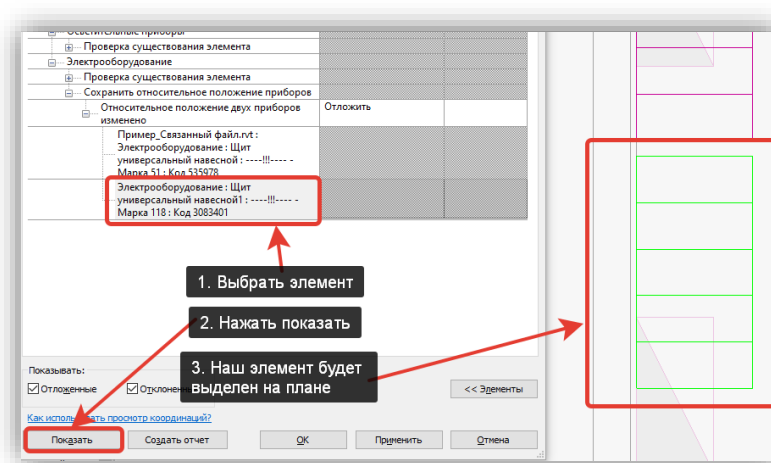 Осветительные приборы
Проверка существования элемента
Электрооборудование
Проверка существования элемента
Сохранить относительное положение приборов
Относительное положение двух приборов
изменено
Отложить
Пример_Связанный файл.rvt :
Электрооборудование : Щит
универсальный навесной : ----!!!---- -
Марка 51 : Код 535978
Электрооборудование : Щит
универсальный навесной1 : ----!!!---- -
Марка 118 : Код 3083401
1. Выбрать элемент
2. Нажать показать
3. Наш элемент будет
выделен на плане
Показывать:
Отложенные
Отклоненн
<< Элементы
Как использовать просмотр координаций?
Показать
Создать отчет
OK
Применить
Отмена